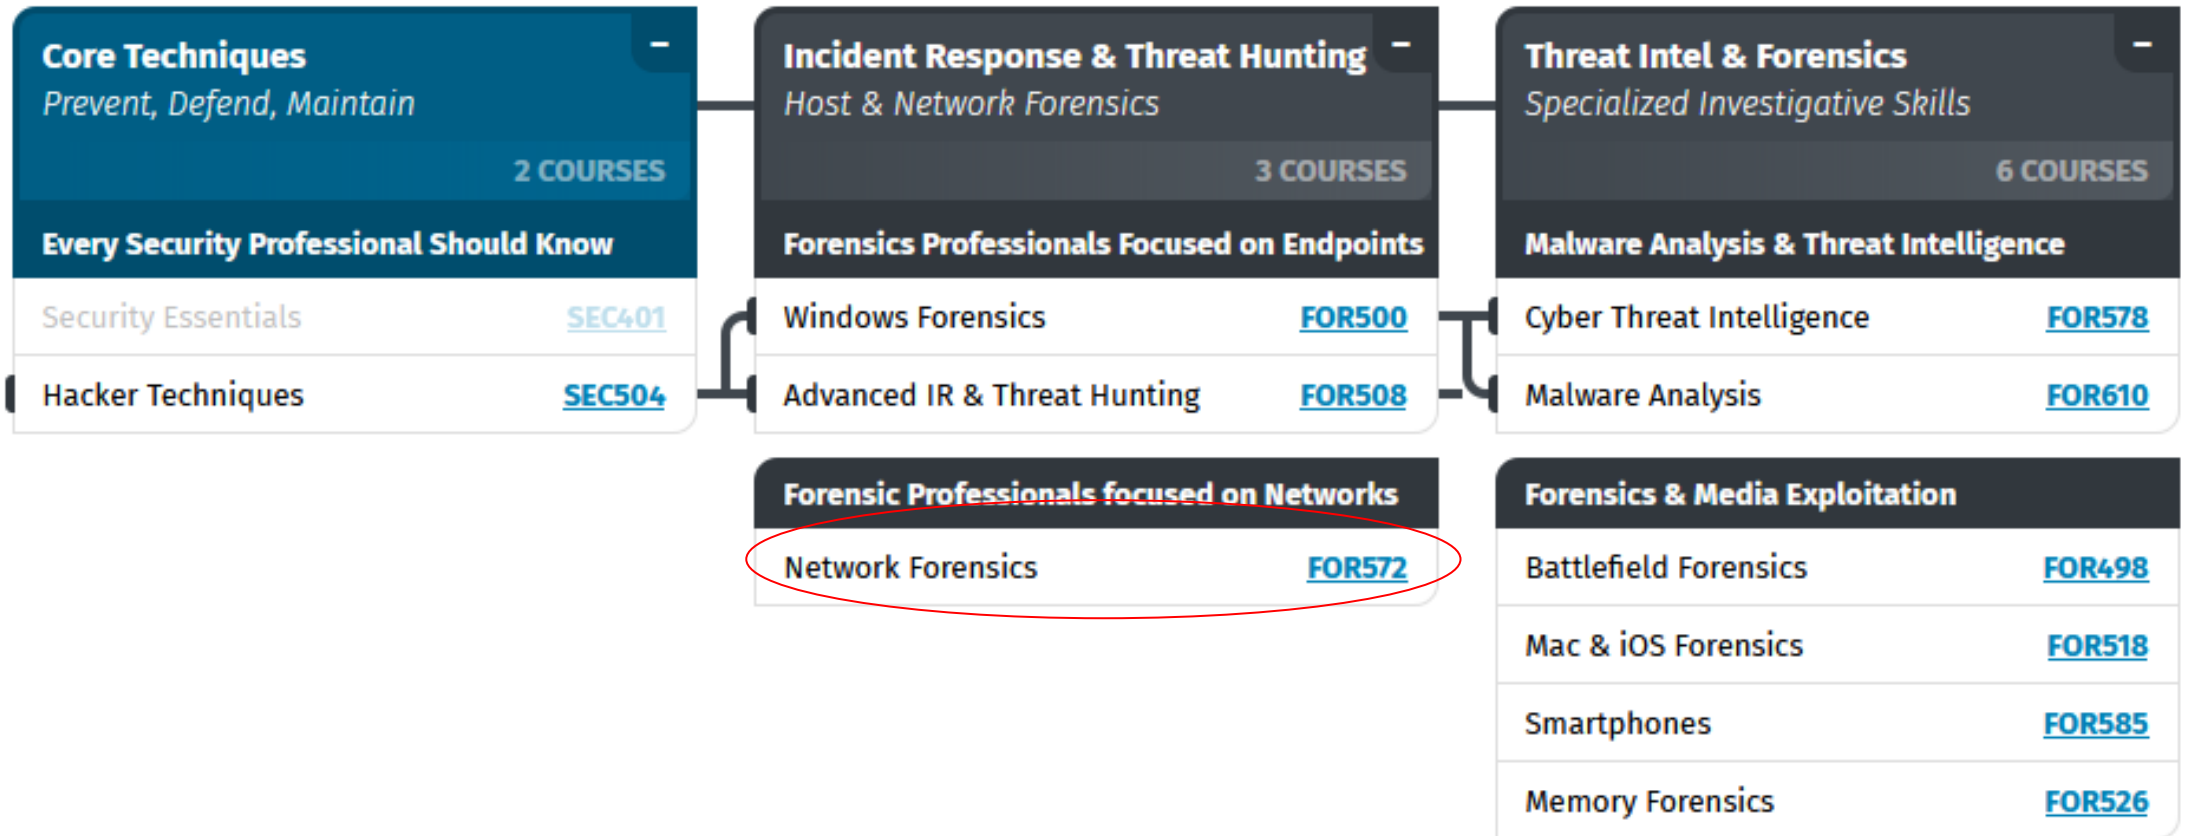 Core Techniques
–
Prevent, Defend, Maintain
2 COURSES
Every Security Professional Should Know
Security Essentials SEC401
Hacker Techniques SEC504
Incident Response & Threat Hunting
–
Host & Network Forensics
3 COURSES
Forensics Professionals Focused on Endpoints
Windows Forensics FOR500
Advanced IR & Threat Hunting FOR508
Forensic Professionals focused on Networks
Network Forensics FOR572
Threat Intel & Forensics
–
Specialized Investigative Skills
6 COURSES
Malware Analysis & Threat Intelligence
Cyber Threat Intelligence FOR578
Malware Analysis FOR610
Forensics & Media Exploitation
Battlefield Forensics FOR498
Mac & iOS Forensics FOR518
Smartphones FOR585
Memory Forensics FOR526